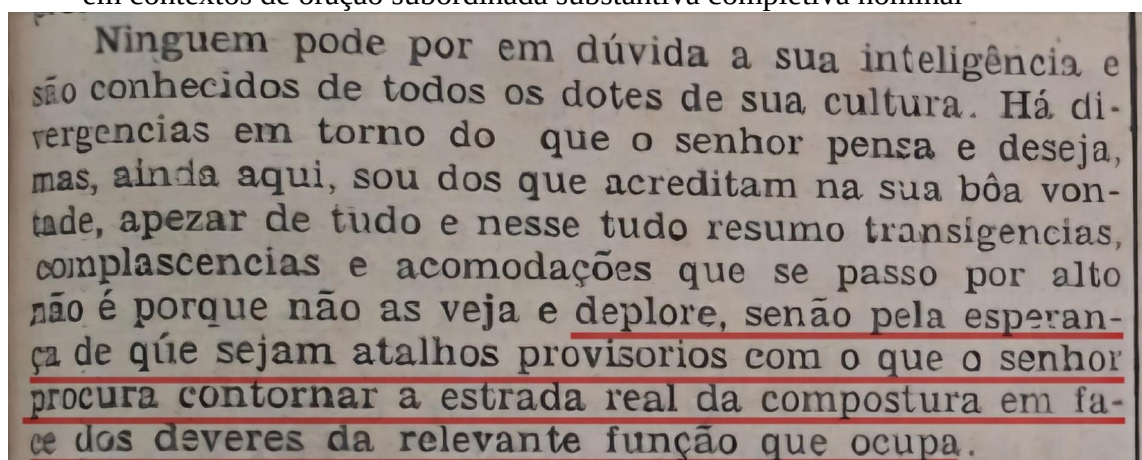 em contextos de oração subordinada substantiva completiva nominal
Ninguem pode por em dúvida a sua inteligência e
são conhecidos de todos os dotes de sua cultura. Há di-
vergencias em torno do que o senhor pensa e deseja,
mas, ainda aqui, sou dos que acreditam na sua bôa von-
tade, apezar de tudo e nesse tudo resumo transigencias,
complascencias e acomodações que se passo por alto
não é porque não as veja e deplore, senão pela esperan-
ça de qúe sejam atalhos provisorios com o que o senhor
procura contornar a estrada real da compostura em fa-
ce dos deveres da relevante função que ocupa.